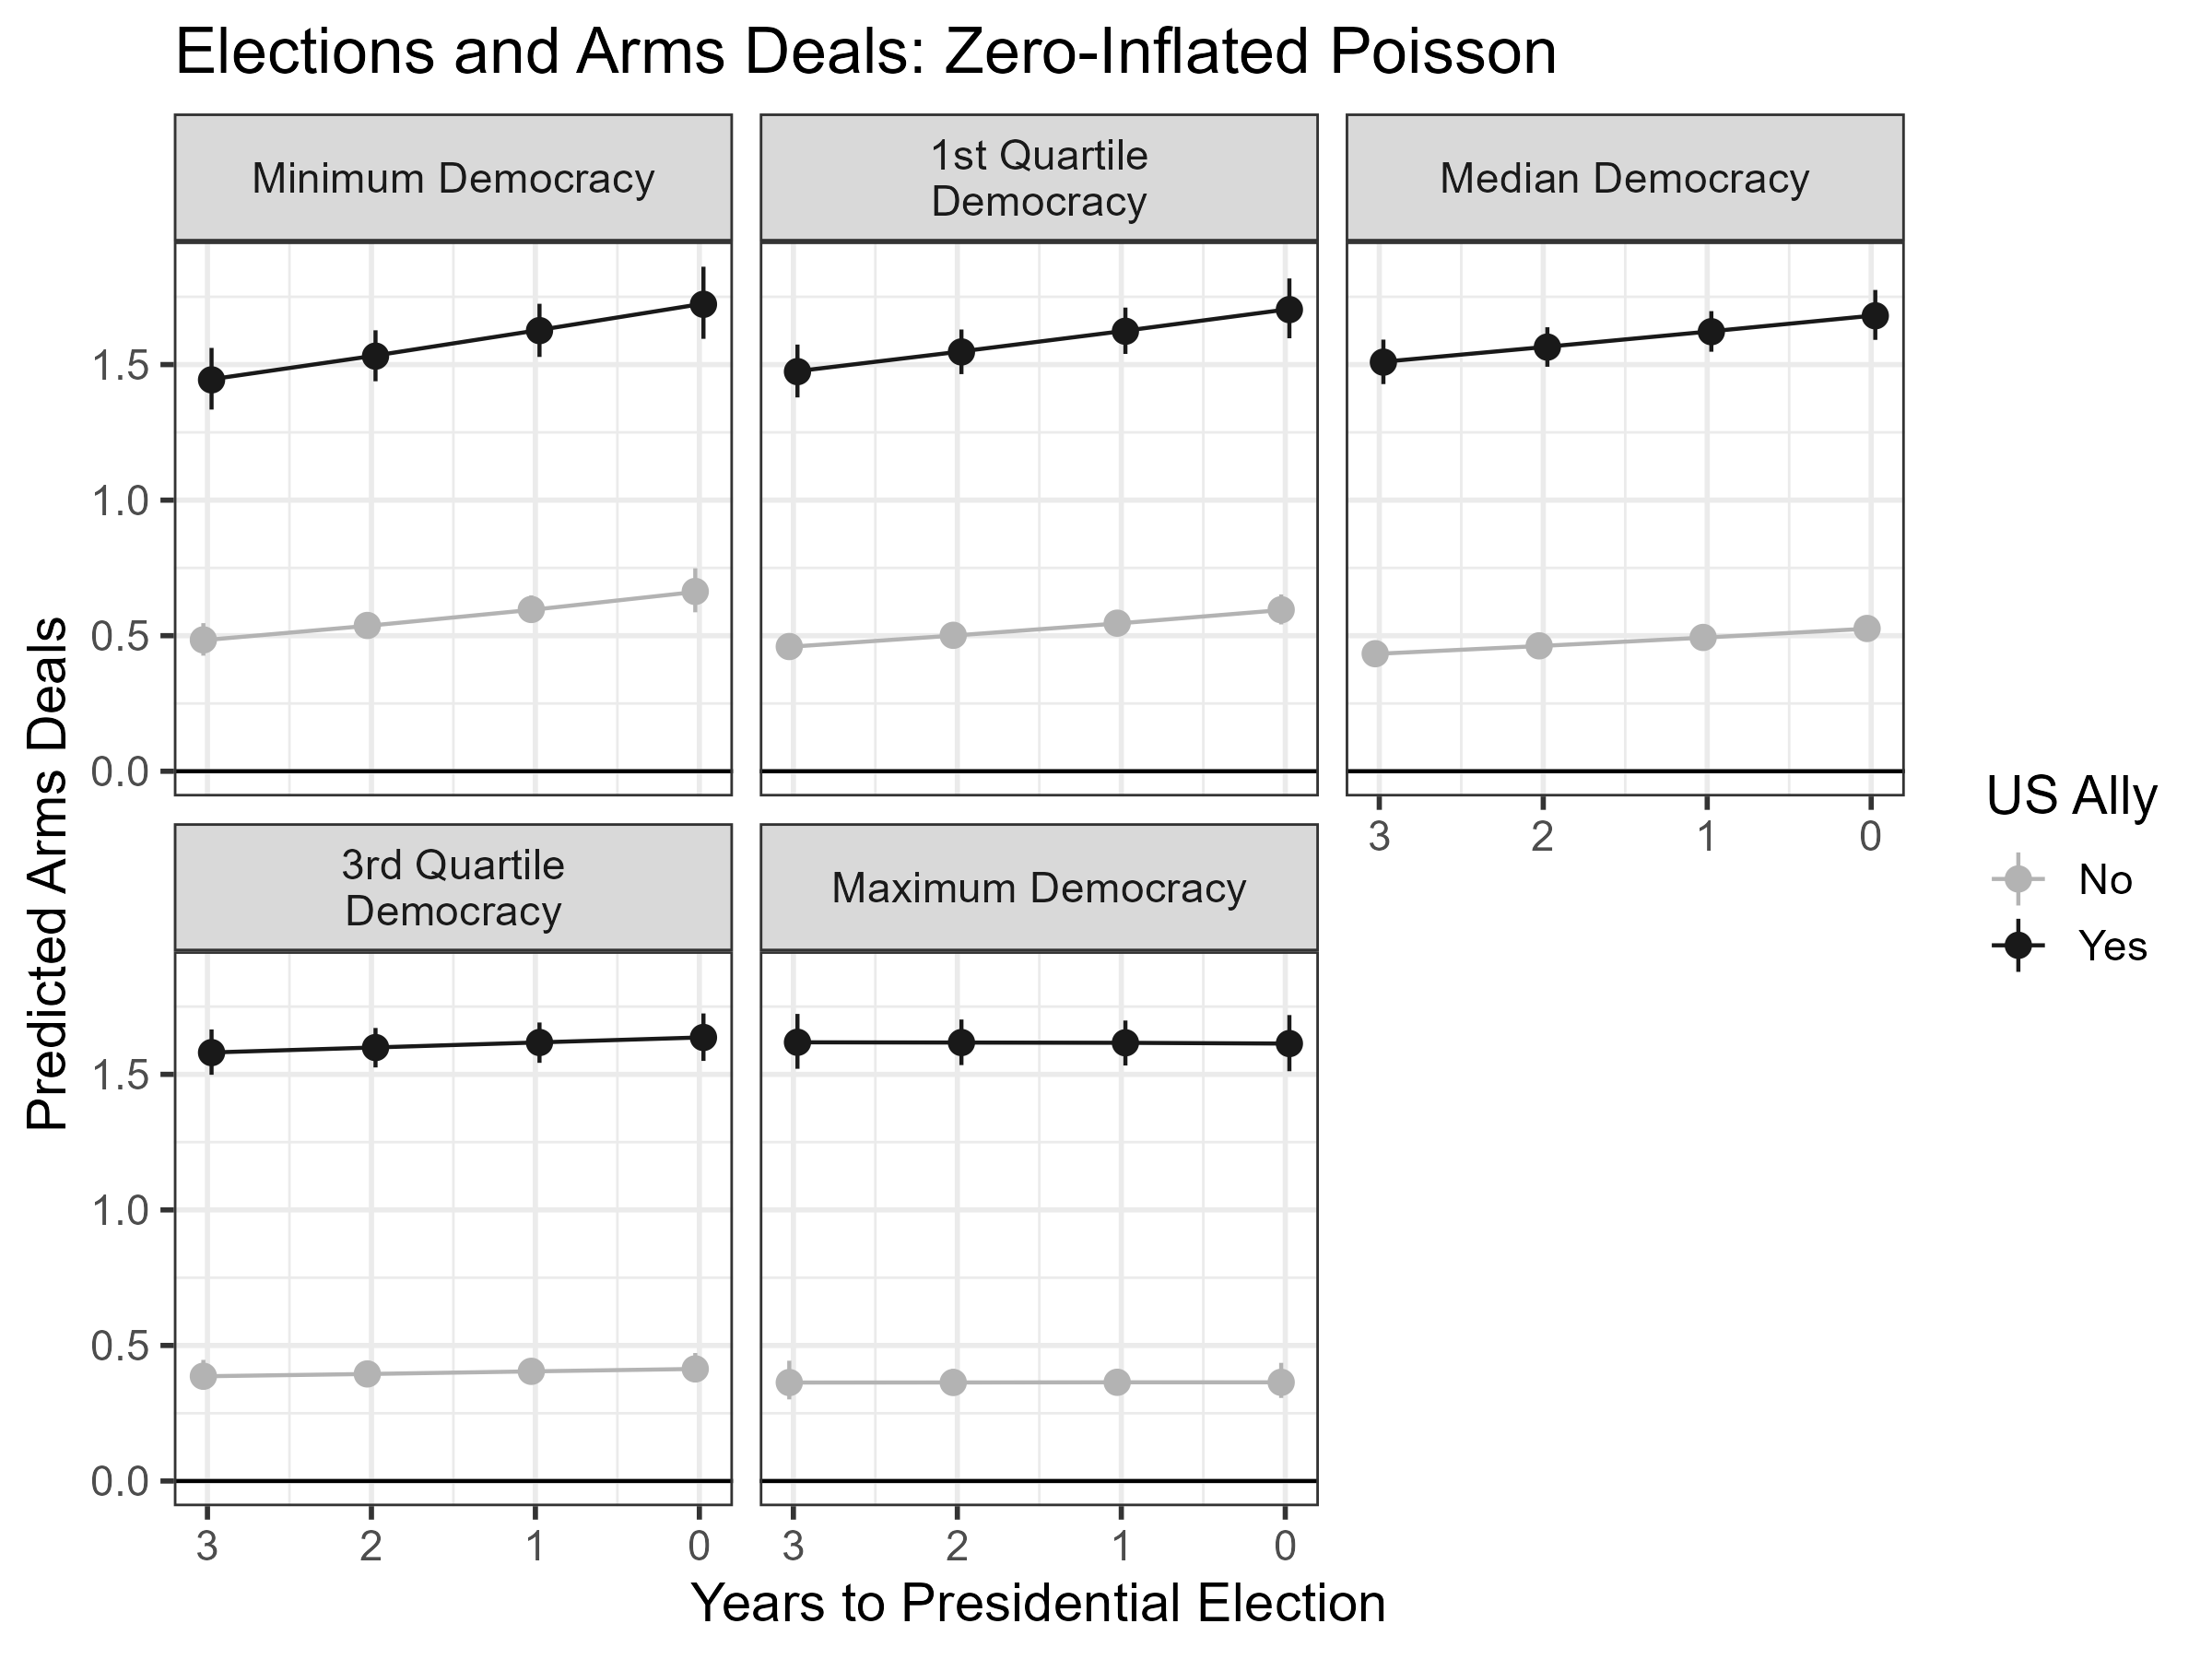 Elections and Arms Deals: Zero-Inflated Poisson
Minimum Democracy
1st Quartile
Democracy
Median Democracy
1.5
1.0
0.5
0.0
3 2 1 0
3rd Quartile
Democracy
Maximum Democracy
1.5
1.0
0.5
0.0
3 2 1 0
3 2 1 0
Predicted Arms Deals
Years to Presidential Election
US Ally
No
Yes